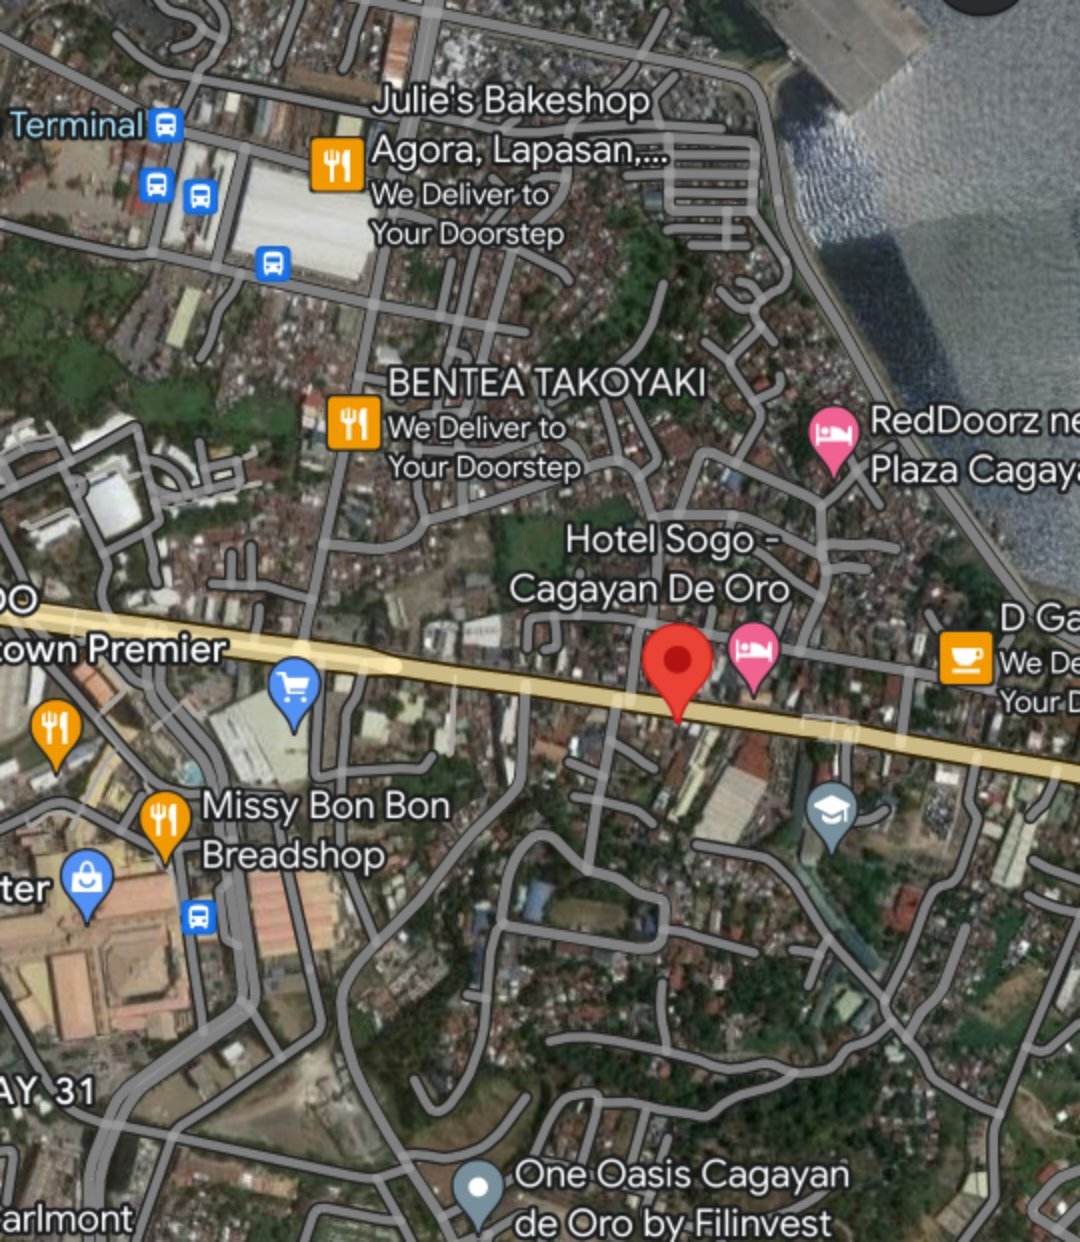 Terminal
Julie's Bakeshop
Agora, Lapasan,...
We Deliver to
Your Doorstep
BENTEA TAKOYAKI
We Deliver to
Your Doorstep
RedDoorz ne
Plaza Cagaya
Hotel Sogo -
Cagayan De Oro
DO
town Premier
D Ga
We De
Your D
Missy Bon Bon
Breadshop
ter
AY 31
One Oasis Cagayan
de Oro by Filinvest
arlmont